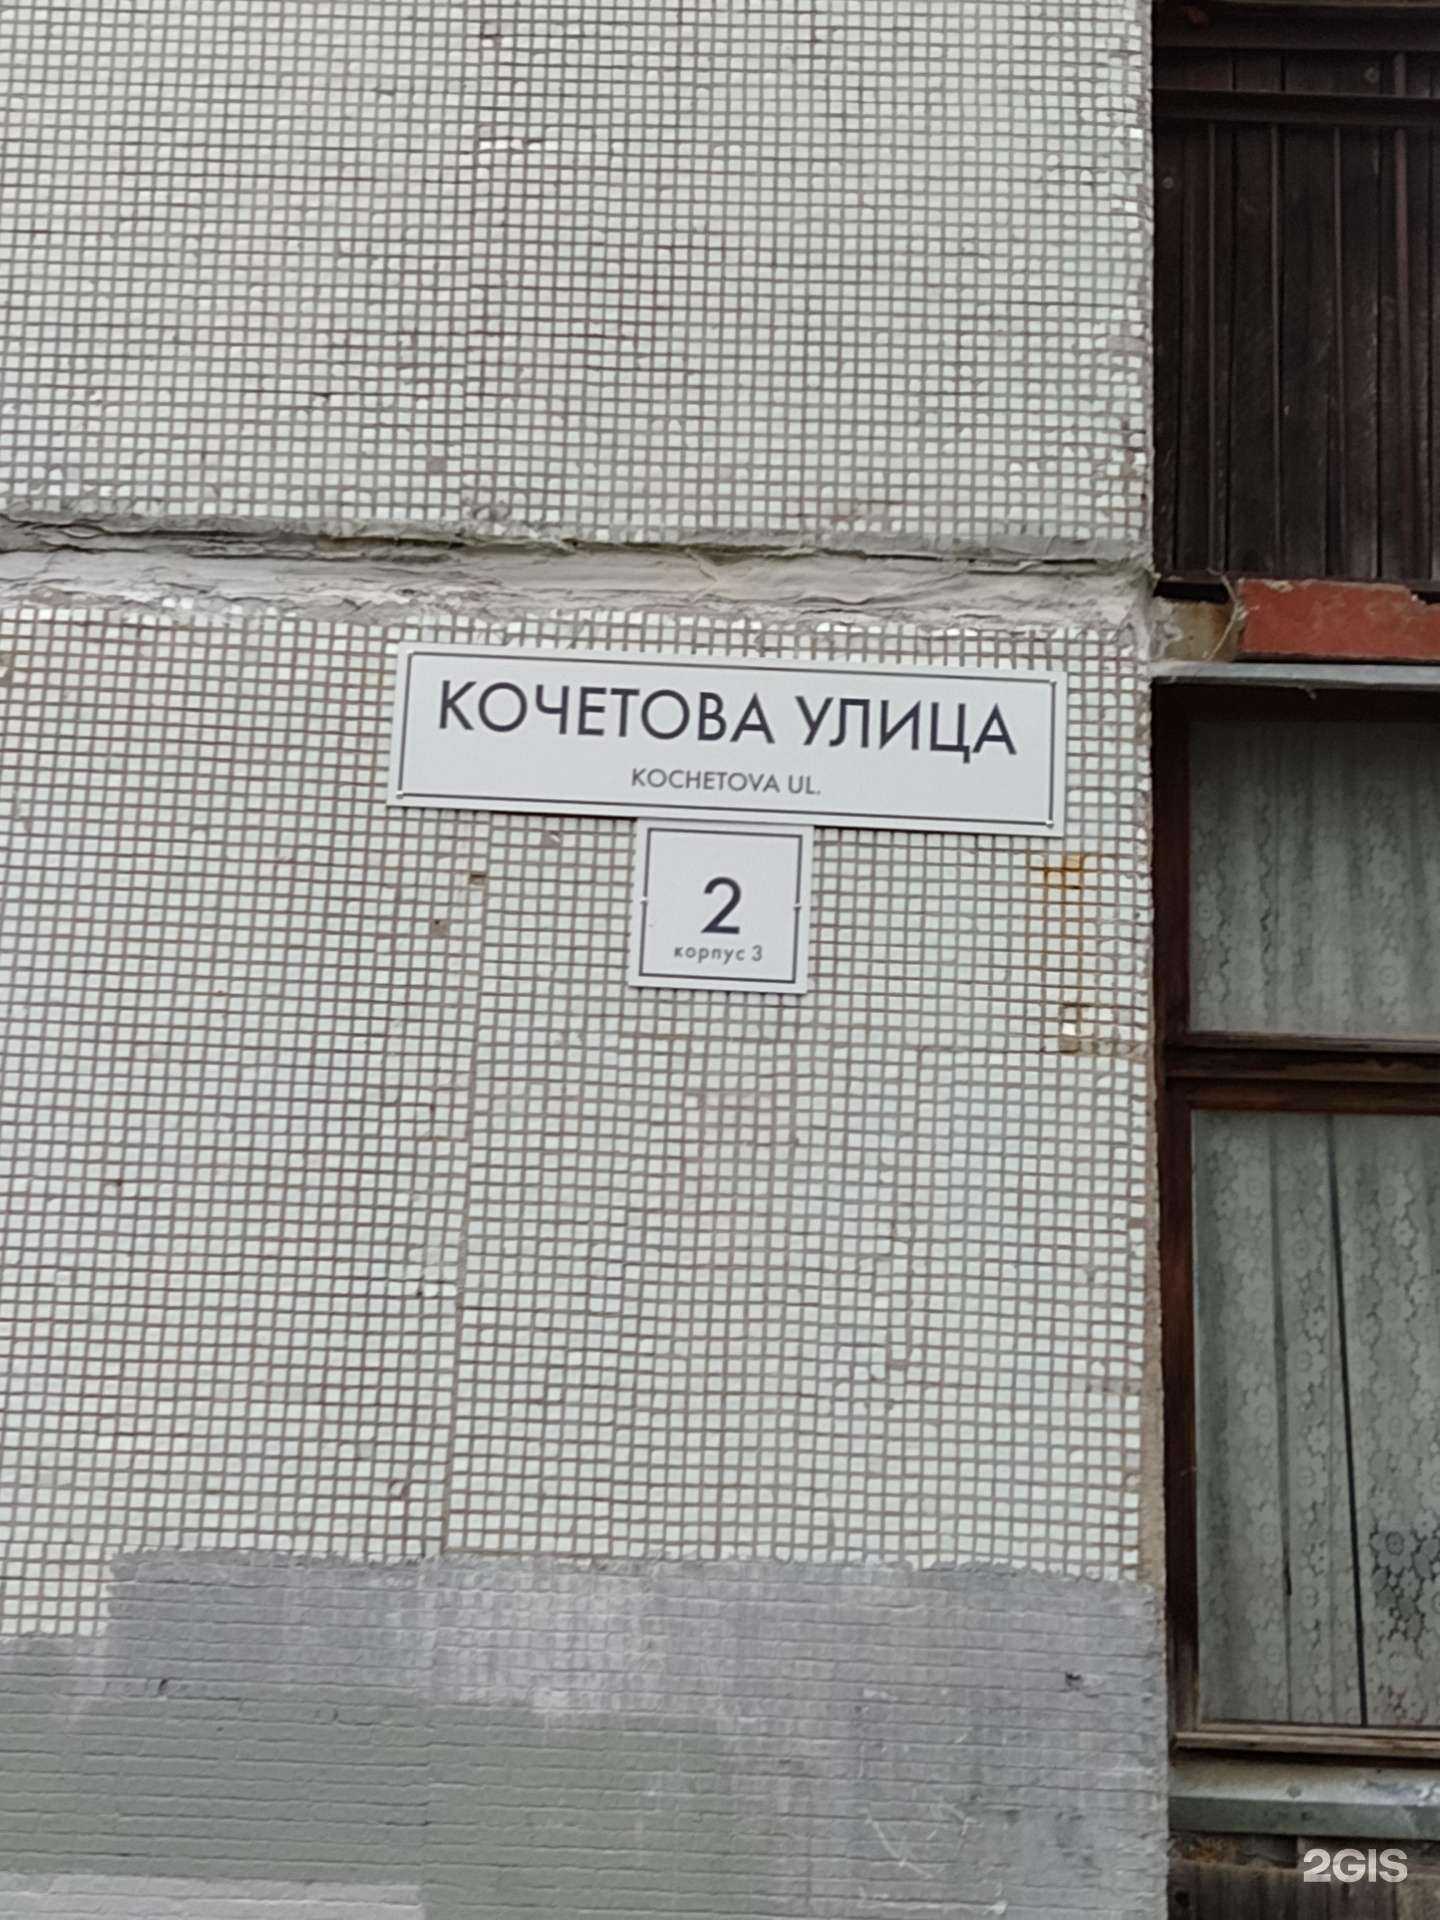 КОЧЕТОВА УЛИЦА
KOCHETOVA UL.
2
корпус 3
2GIS